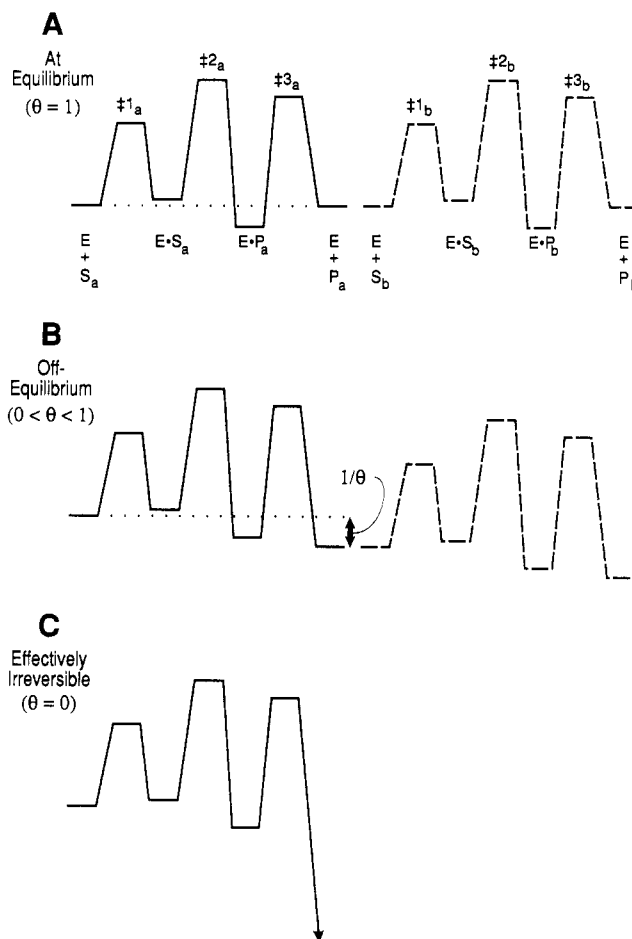 A
At
Equilibrium
(θ = 1)
‡1a
‡2a
‡3a
‡1b
‡2b
‡3b
E
+
Sa
E•Sa
E•Pa
E
+
Pa
E
+
Sb
E•Sb
E•Pb
E
+
B
Off-
Equilibrium
(0 < θ < 1)
1/θ
C
Effectively
Irreversible
(θ = 0)